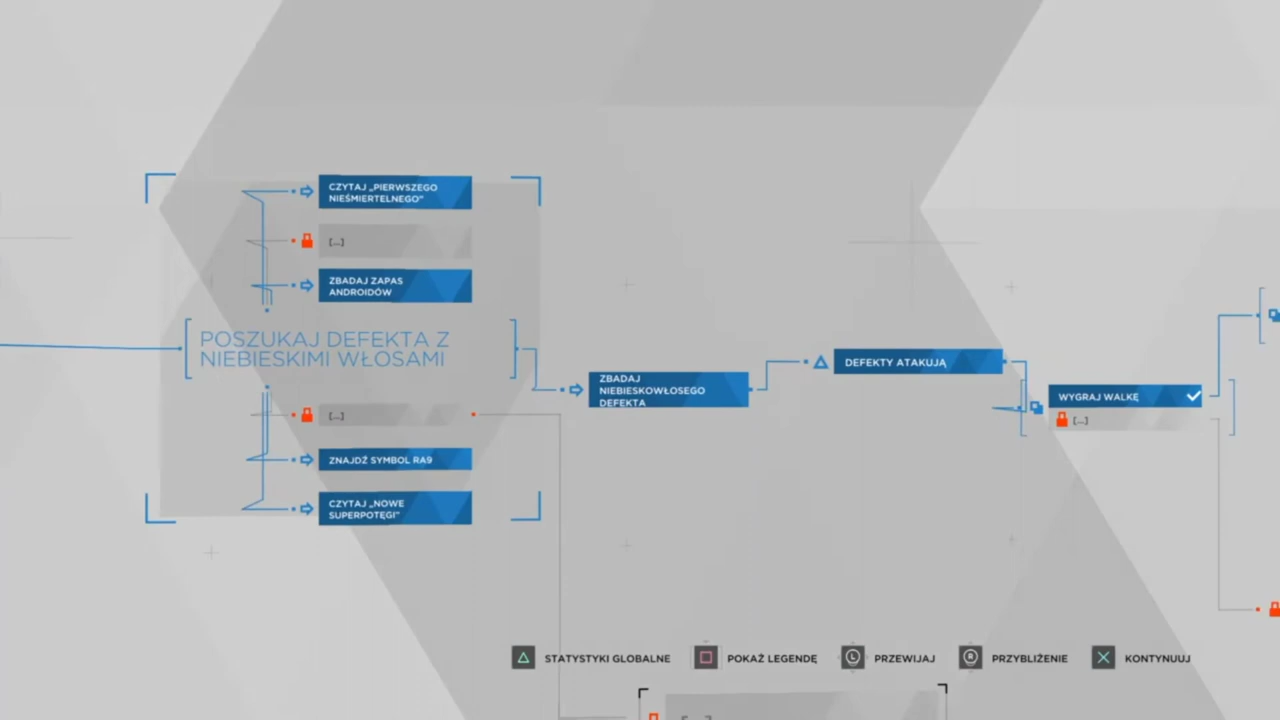 CZYTAJ „PIERWSZEGO
NIEŚMIERTELNEGO”
[...]
ZBADAJ ZAPAS
ANDROIDÓW
POSZUKAJ DEFEKTA Z
NIEBIESKIMI WŁOSAMI
[...]
ZNAJDŹ SYMBOL RA9
CZYTAJ „NOWE
SUPERPOTĘGI”
ZBADAJ
NIEBIESKOWŁOSEGO
DEFEKTA
DEFEKTY ATAKUJĄ
WYGRAJ WALKĘ
[...]
STATYSTYKI GLOBALNE
POKAŻ LEGENDĘ
L
PRZEWIJAJ
R
PRZYBLIŻENIE
KONTYNUUJ
[...]